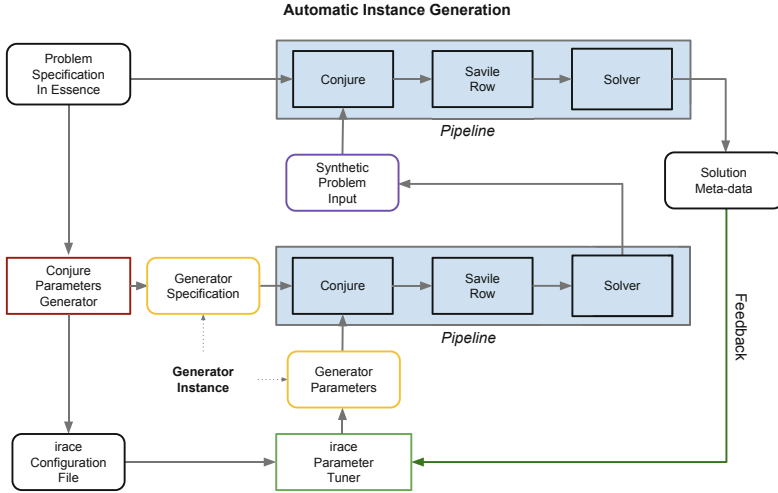 Automatic Instance Generation
Problem
Specification
In Essence
Conjure
Savile
Row
Solver
Pipeline
Synthetic
Problem
Input
Solution
Meta-data
Conjure
Parameters
Generator
Generator
Specification
Conjure
Savile
Row
Solver
Pipeline
Feedback
Generator
Instance
Generator
Parameters
irace
Configuration
File
irace
Parameter
Tuner